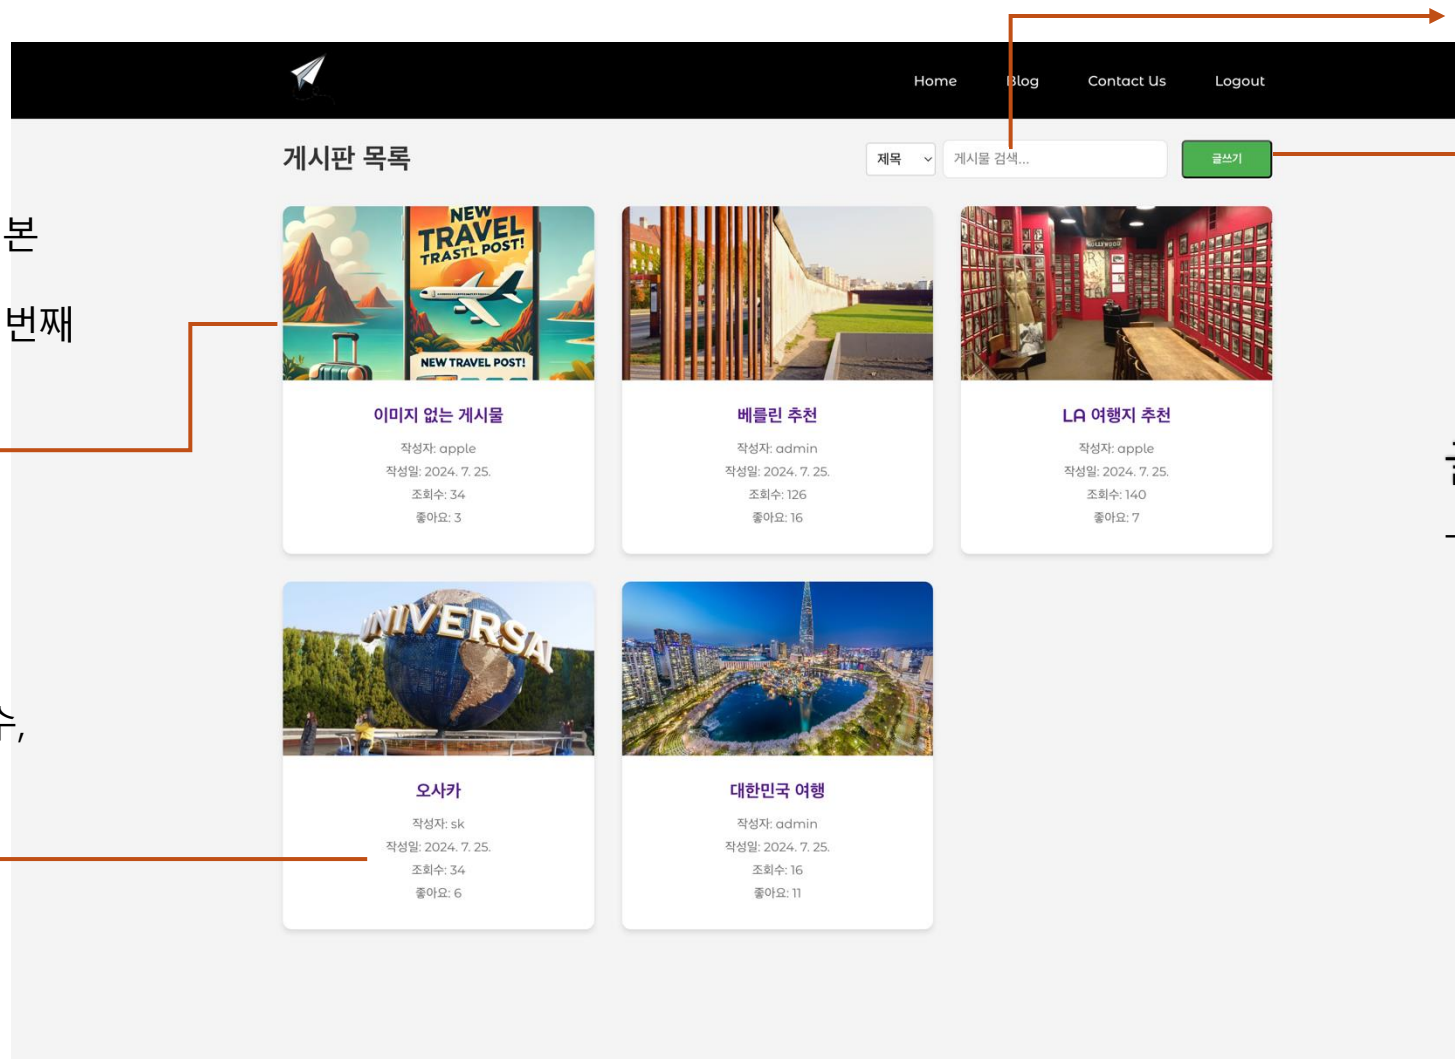 Home Blog Contact Us Logout
게시판 목록
제목
게시물 검색...
글쓰기
본
번째
수,
NEW
TRAVEL
TRASTL POST!
NEW TRAVEL POST!
이미지 없는 게시물
작성자: apple
작성일: 2024. 7. 25.
조회수: 34
좋아요: 3
베를린 추천
작성자: admin
작성일: 2024. 7. 25.
조회수: 126
좋아요: 16
HOLLYWOOD
LA 여행지 추천
작성자: apple
작성일: 2024. 7. 25.
조회수: 140
좋아요: 7
UNIVERSAL
오사카
작성자: sk
작성일: 2024. 7. 25.
조회수: 34
좋아요: 6
대한민국 여행
작성자: admin
작성일: 2024. 7. 25.
조회수: 16
좋아요: 11